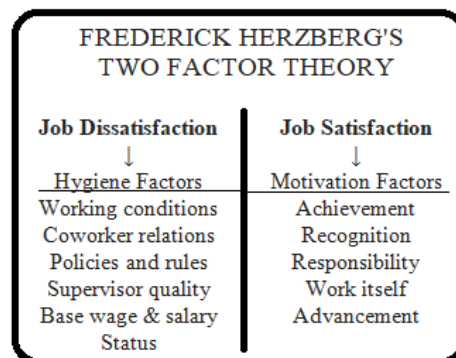 FREDERICK HERZBERG'S
TWO FACTOR THEORY
Job Dissatisfaction
↓
Hygiene Factors
Working conditions
Coworker relations
Policies and rules
Supervisor quality
Base wage & salary
Status
Job Satisfaction
↓
Motivation Factors
Achievement
Recognition
Responsibility
Work itself
Advancement